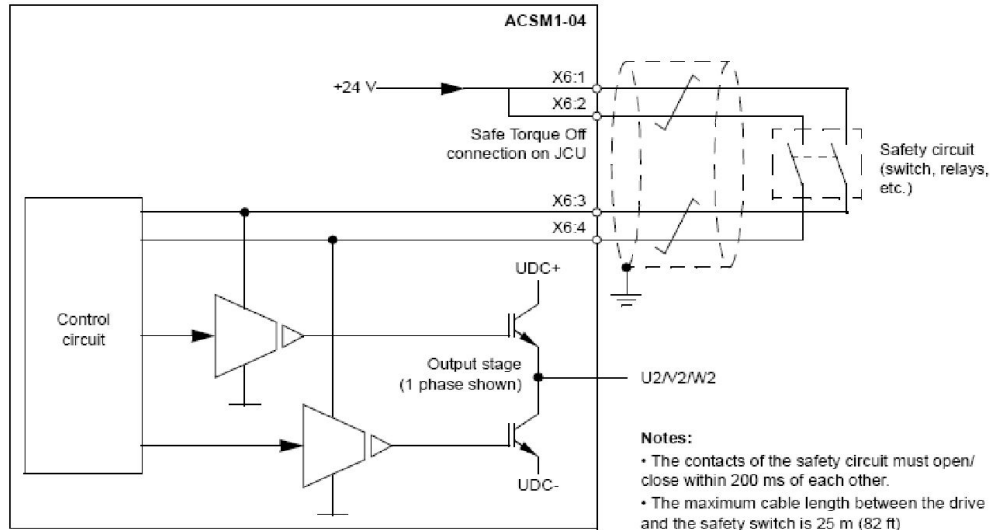 ACSM1-04
+24 V
X6:1
X6:2
Safe Torque Off
connection on JCU
Safety circuit
(switch, relays,
etc.)
X6:3
X6:4
UDC+
Control
circuit
Output stage
(1 phase shown)
U2/V2/W2
UDC-
Notes:
• The contacts of the safety circuit must open/
close within 200 ms of each other.
• The maximum cable length between the drive
and the safety switch is 25 m (82 ft)